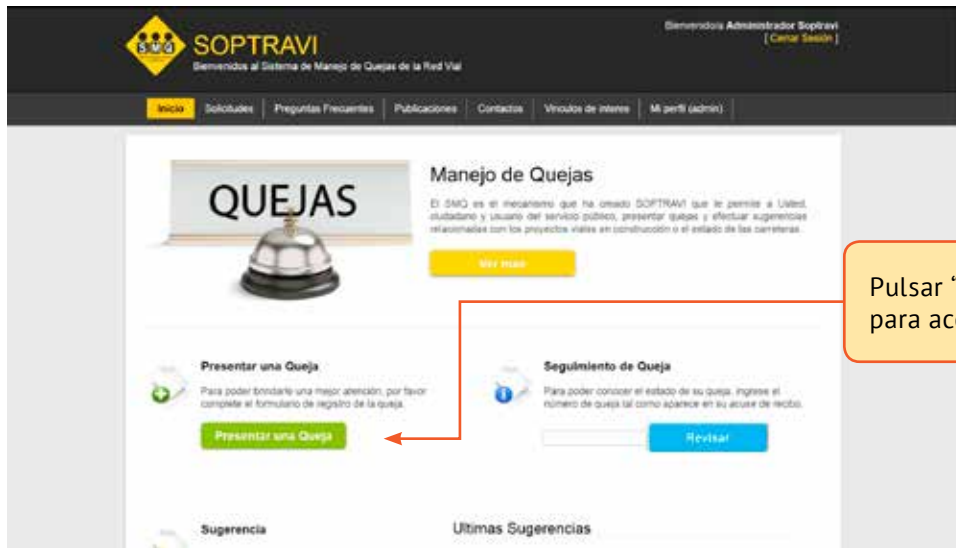 SMQ
SOPTRAVI
Bienvenidos al Sistema de Manejo de Quejas de la Red Vial
Bienvenido/a Administrador Soptravi
[ Cerrar Sesión ]
Inicio Solicitudes Preguntas Frecuentes Publicaciones Contactos Vinculos de interes Mi perfil (admin)
QUEJAS
Manejo de Quejas
El SMQ es el mecanismo que ha creado SOPTRAVI que le permite a Usted,
ciudadano y usuario del servicio público, presentar quejas y efectuar sugerencias
relacionadas con los proyectos viales en construcción o el estado de las carreteras.
Ver mas
Pulsar “
para ac
Presentar una Queja
Para poder brindarle una mejor atención, por favor
complete el formulario de registro de la queja.
Presentar una Queja
Seguimiento de Queja
Para poder conocer el estado de su queja, ingrese el
número de queja tal como aparece en su acuse de recibo.
Revisar
Sugerencia
Ultimas Sugerencias